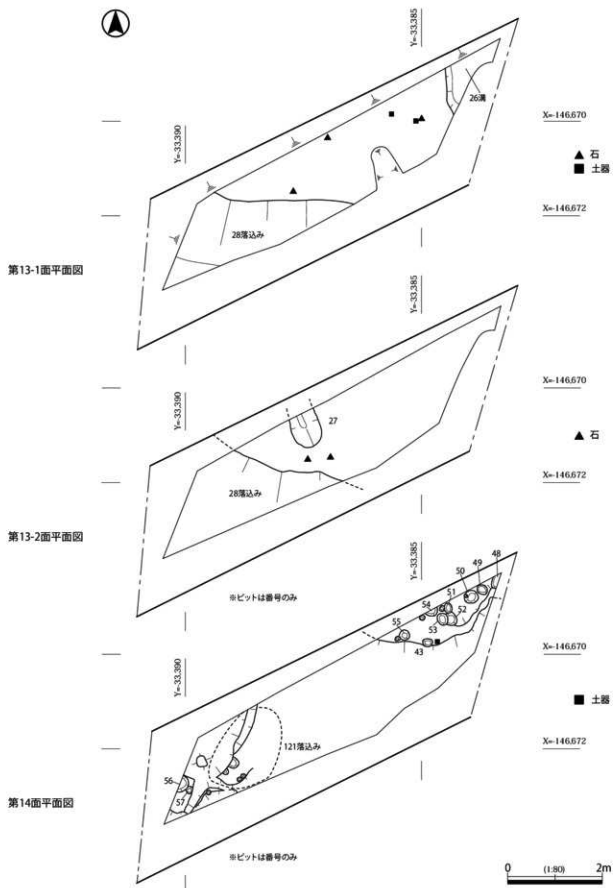 Y=-33,385
Y=-33,390
26溝
X=-146,670
▲ 石
■ 土器
X=-146,672
28落込み
第13-1面平面図
Y=-33,385
Y=-33,390
X=-146,670
27
▲ 石
X=-146,672
28落込み
第13-2面平面図
※ピットは番号のみ
Y=-33,385
48
49
50
51
52
54
53
55
43
X=-146,670
Y=-33,390
■ 土器
121落込み
X=-146,672
56
57
第14面平面図
※ピットは番号のみ
0 (1:80) 2m